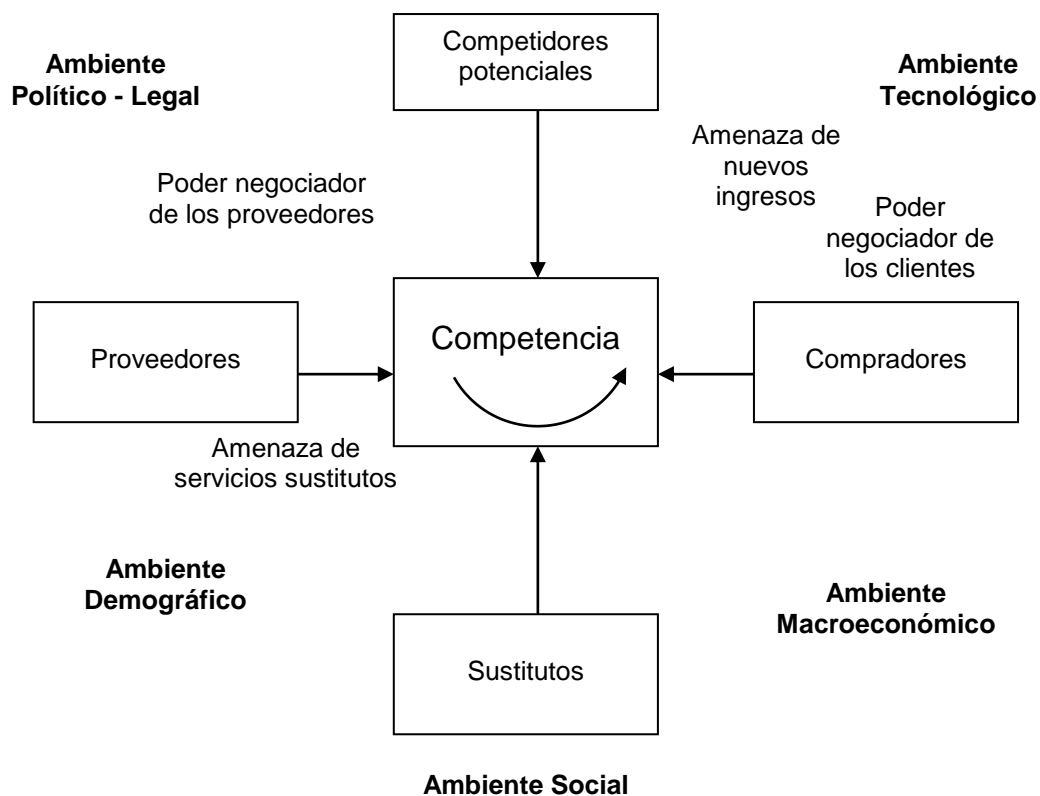 Competidores
potenciales
Ambiente
Político - Legal
Ambiente
Tecnológico
Amenaza de
nuevos
ingresos
Poder negociador
de los proveedores
Poder
negociador de
los clientes
Proveedores
Competencia
Compradores
Amenaza de
servicios sustitutos
Ambiente
Demográfico
Ambiente
Macroeconómico
Sustitutos
Ambiente Social